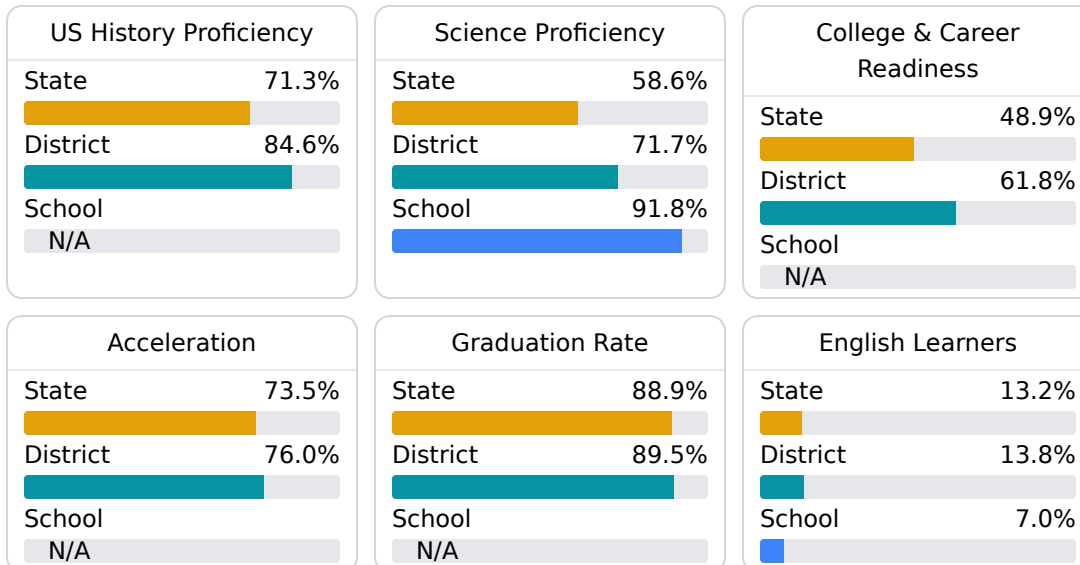 US History Proficiency
State 71.3%
District 84.6%
School
N/A
Science Proficiency
State 58.6%
District 71.7%
School 91.8%
College & Career
Readiness
State 48.9%
District 61.8%
School
N/A
Acceleration
State 73.5%
District 76.0%
School
N/A
Graduation Rate
State 88.9%
District 89.5%
School
N/A
English Learners
State 13.2%
District 13.8%
School 7.0%